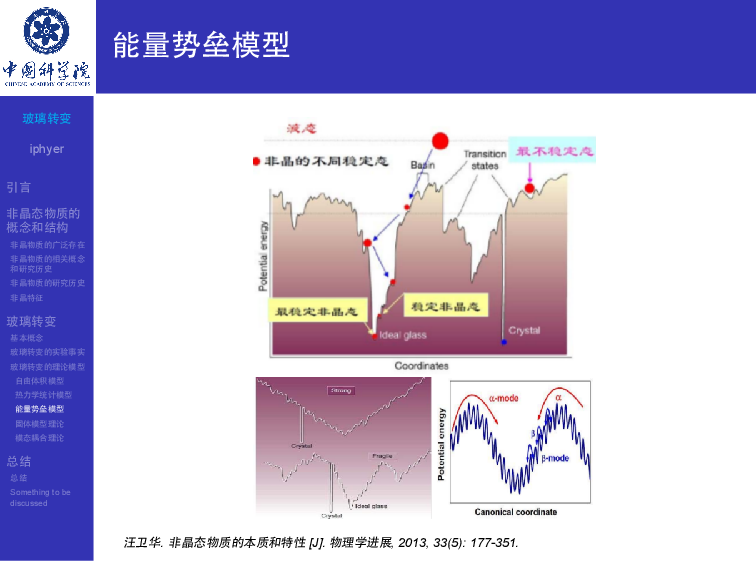 能量势垒模型
中国科学院
CHINESE ACADEMY OF SCIENCES
玻璃转变
iphyer
引言
非晶态物质的
概念和结构
非晶物质的广泛存在
非晶物质的相关概念
和研究历史
非晶物质的研究历史
非晶特征
玻璃转变
基本概念
玻璃转变的实验事实
玻璃转变的理论模型
自由体积模型
热力学统计模型
能量势垒模型
固体模型理论
模态耦合理论
总结
总结
Something to be
discussed
液态
非晶的不同稳定态
Basin
Transition
states
最不稳定态
Potential energy
最稳定非晶态
稳定非晶态
Ideal glass
Crystal
Coordinates
Strong
Crystal
Fragile
Ideal glass
Crystal
α-mode
α
β
β-mode
Potential energy
Canonical coordinate
汪卫华. 非晶态物质的本质和特性 [J]. 物理学进展, 2013, 33(5): 177-351.